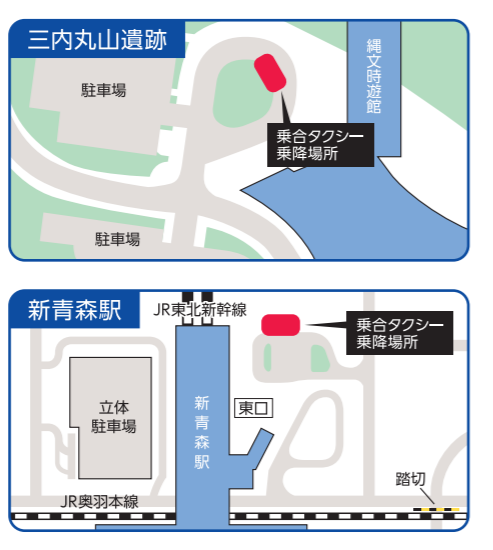 三内丸山遺跡
駐車場
縄文時遊館
乗合タクシー
乗降場所
駐車場
新青森駅
JR東北新幹線
乗合タクシー
乗降場所
立体
駐車場
新青森駅
東口
踏切
JR奥羽本線